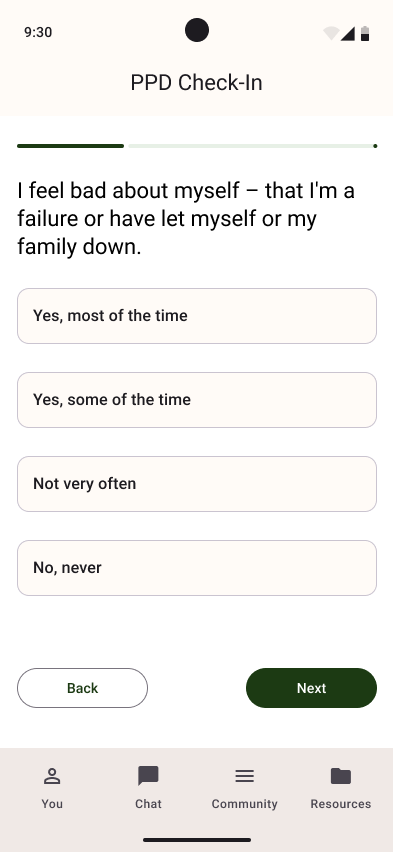 9:30
PPD Check-In
I feel bad about myself – that I'm a
failure or have let myself or my
family down.
Yes, most of the time
Yes, some of the time
Not very often
No, never
Back
Next
You
Chat
Community
Resources